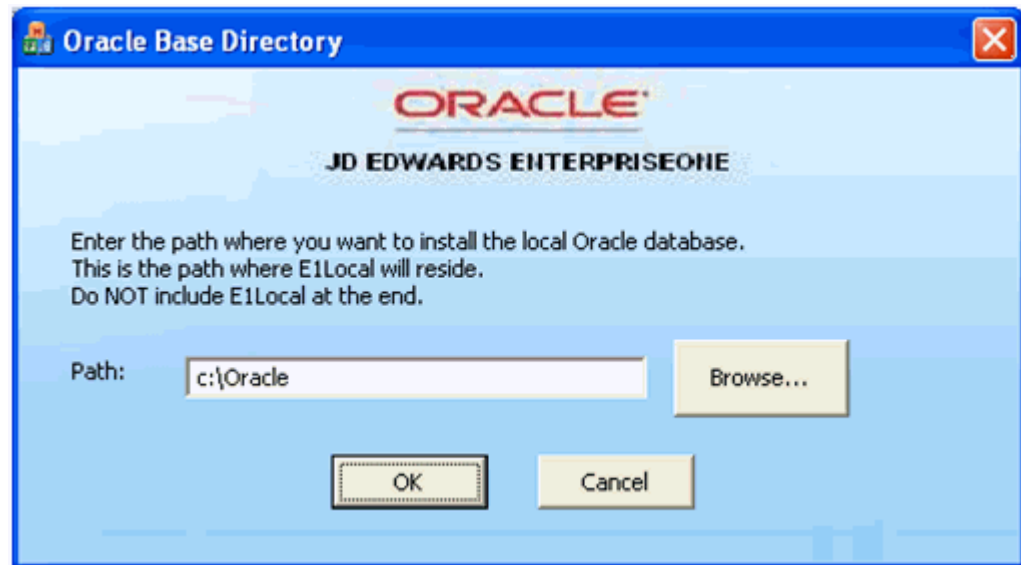 Oracle Base Directory
ORACLE
JD EDWARDS ENTERPRISEONE
Enter the path where you want to install the local Oracle database.
This is the path where E1Local will reside.
Do NOT include E1Local at the end.
Path:
c:\Oracle
Browse...
OK
Cancel